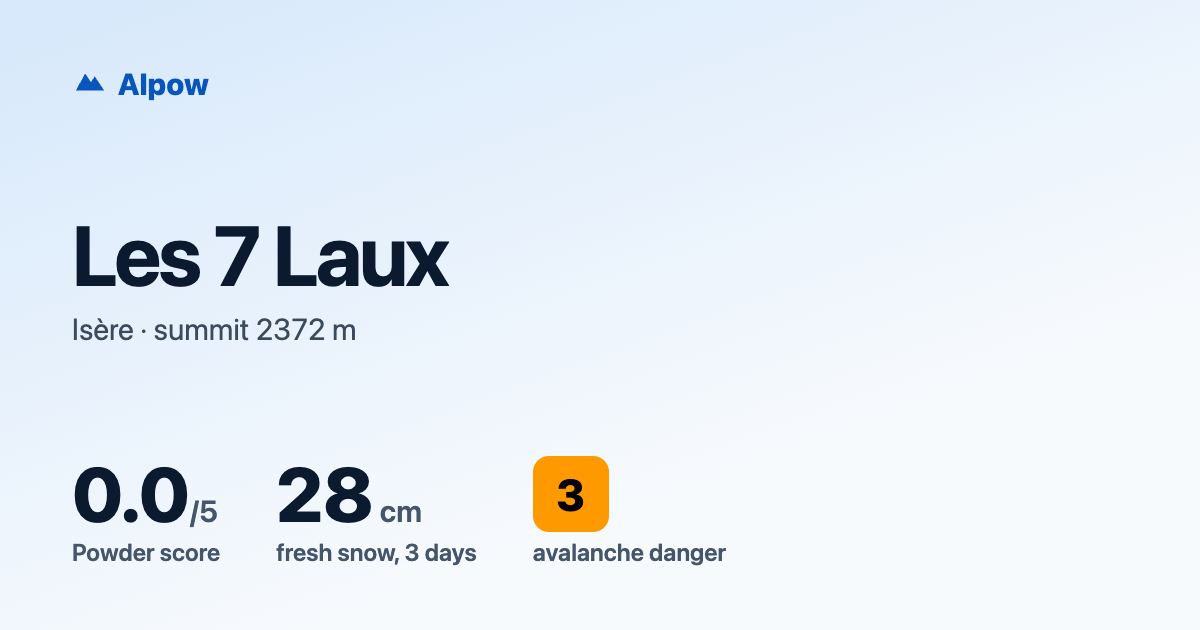 Alpow
Les 7 Laux
Isère · summit 2372 m
0.0/5
Powder score
28 cm
fresh snow, 3 days
3
avalanche danger